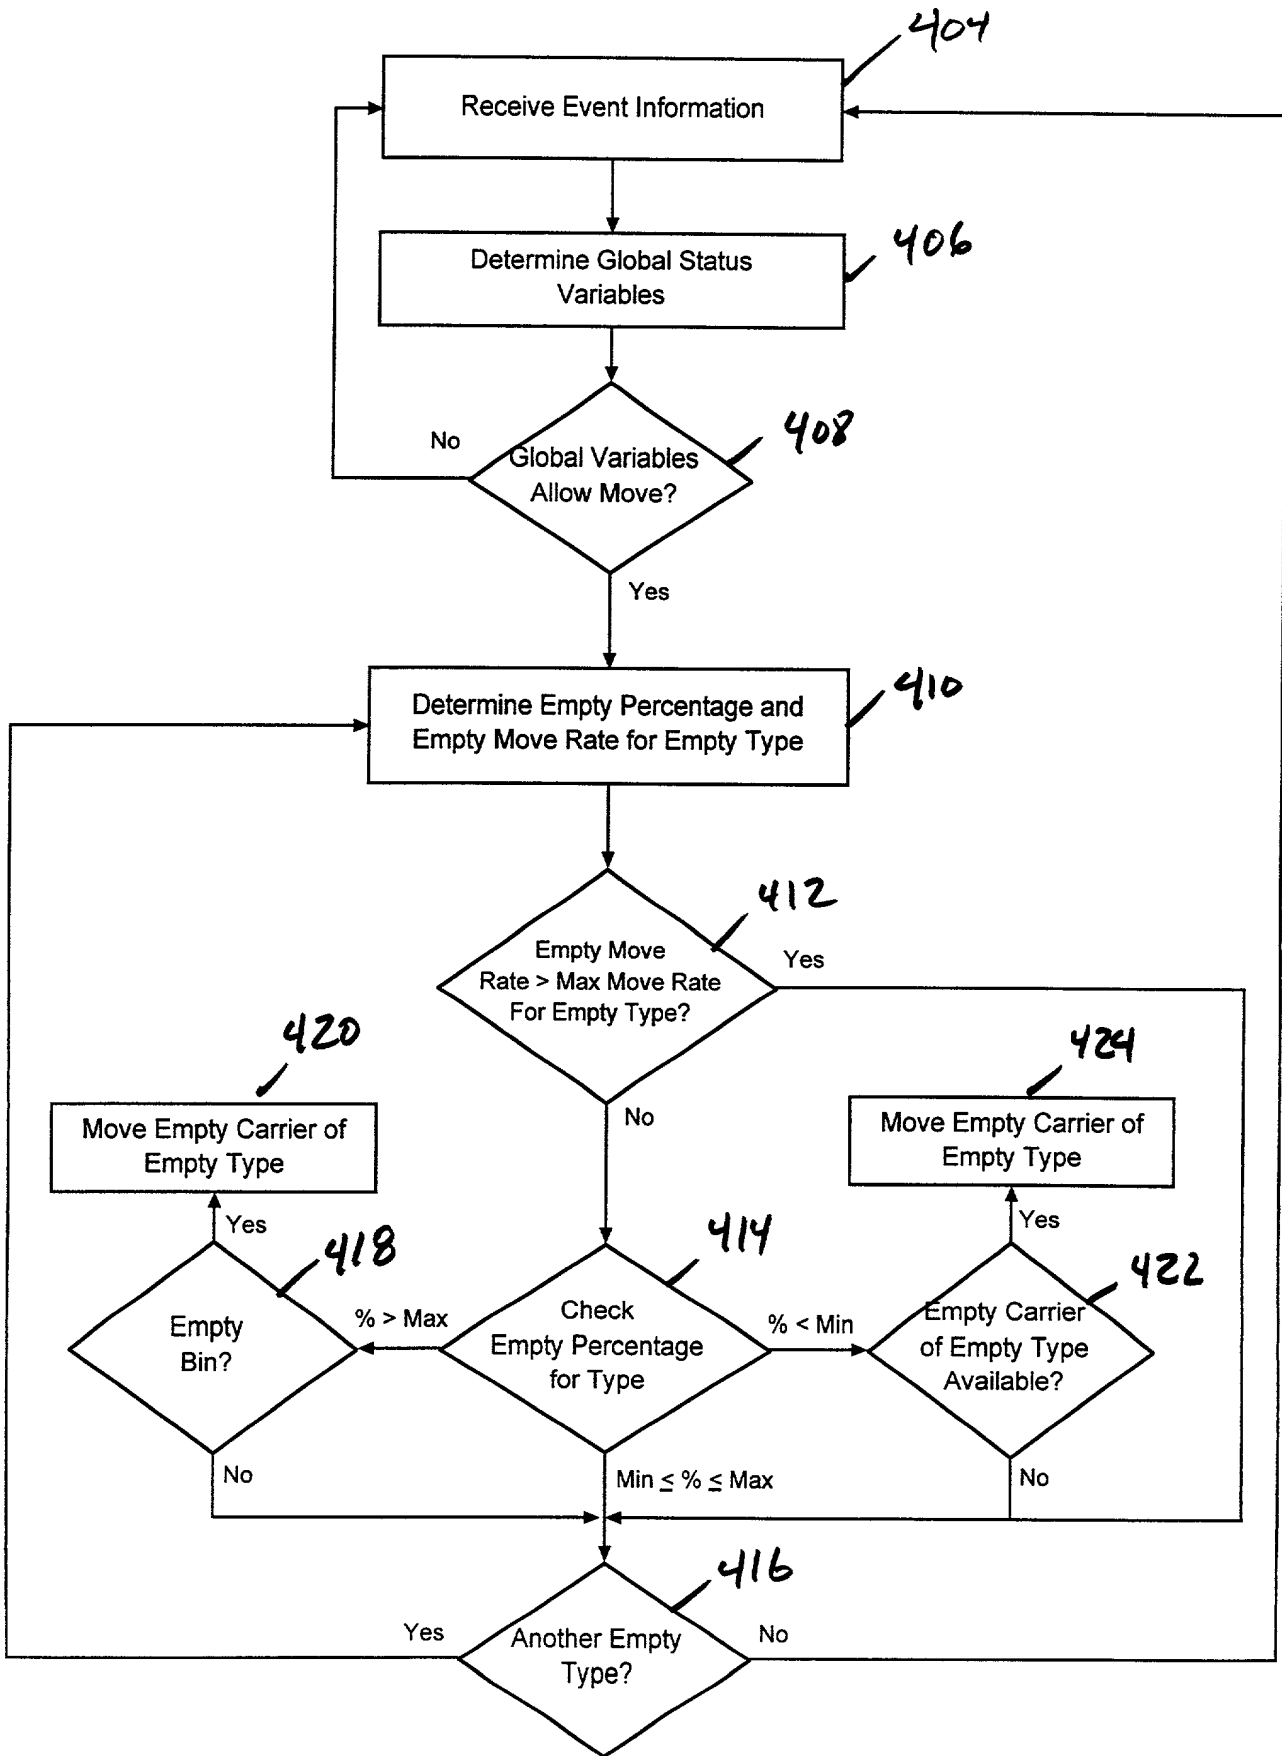 404
Receive Event Information
406
Determine Global Status
Variables
408
No
Global Variables
Allow Move?
Yes
410
Determine Empty Percentage and
Empty Move Rate for Empty Type
412
Empty Move
Rate > Max Move Rate
For Empty Type?
Yes
420
424
Move Empty Carrier of
Empty Type
No
Move Empty Carrier of
Empty Type
Yes
418
414
Yes
422
Empty
Bin?
% > Max
Check
Empty Percentage
for Type
% < Min
Empty Carrier
of Empty Type
Available?
No
Min ≤ % ≤ Max
No
416
Yes
Another Empty
Type?
No